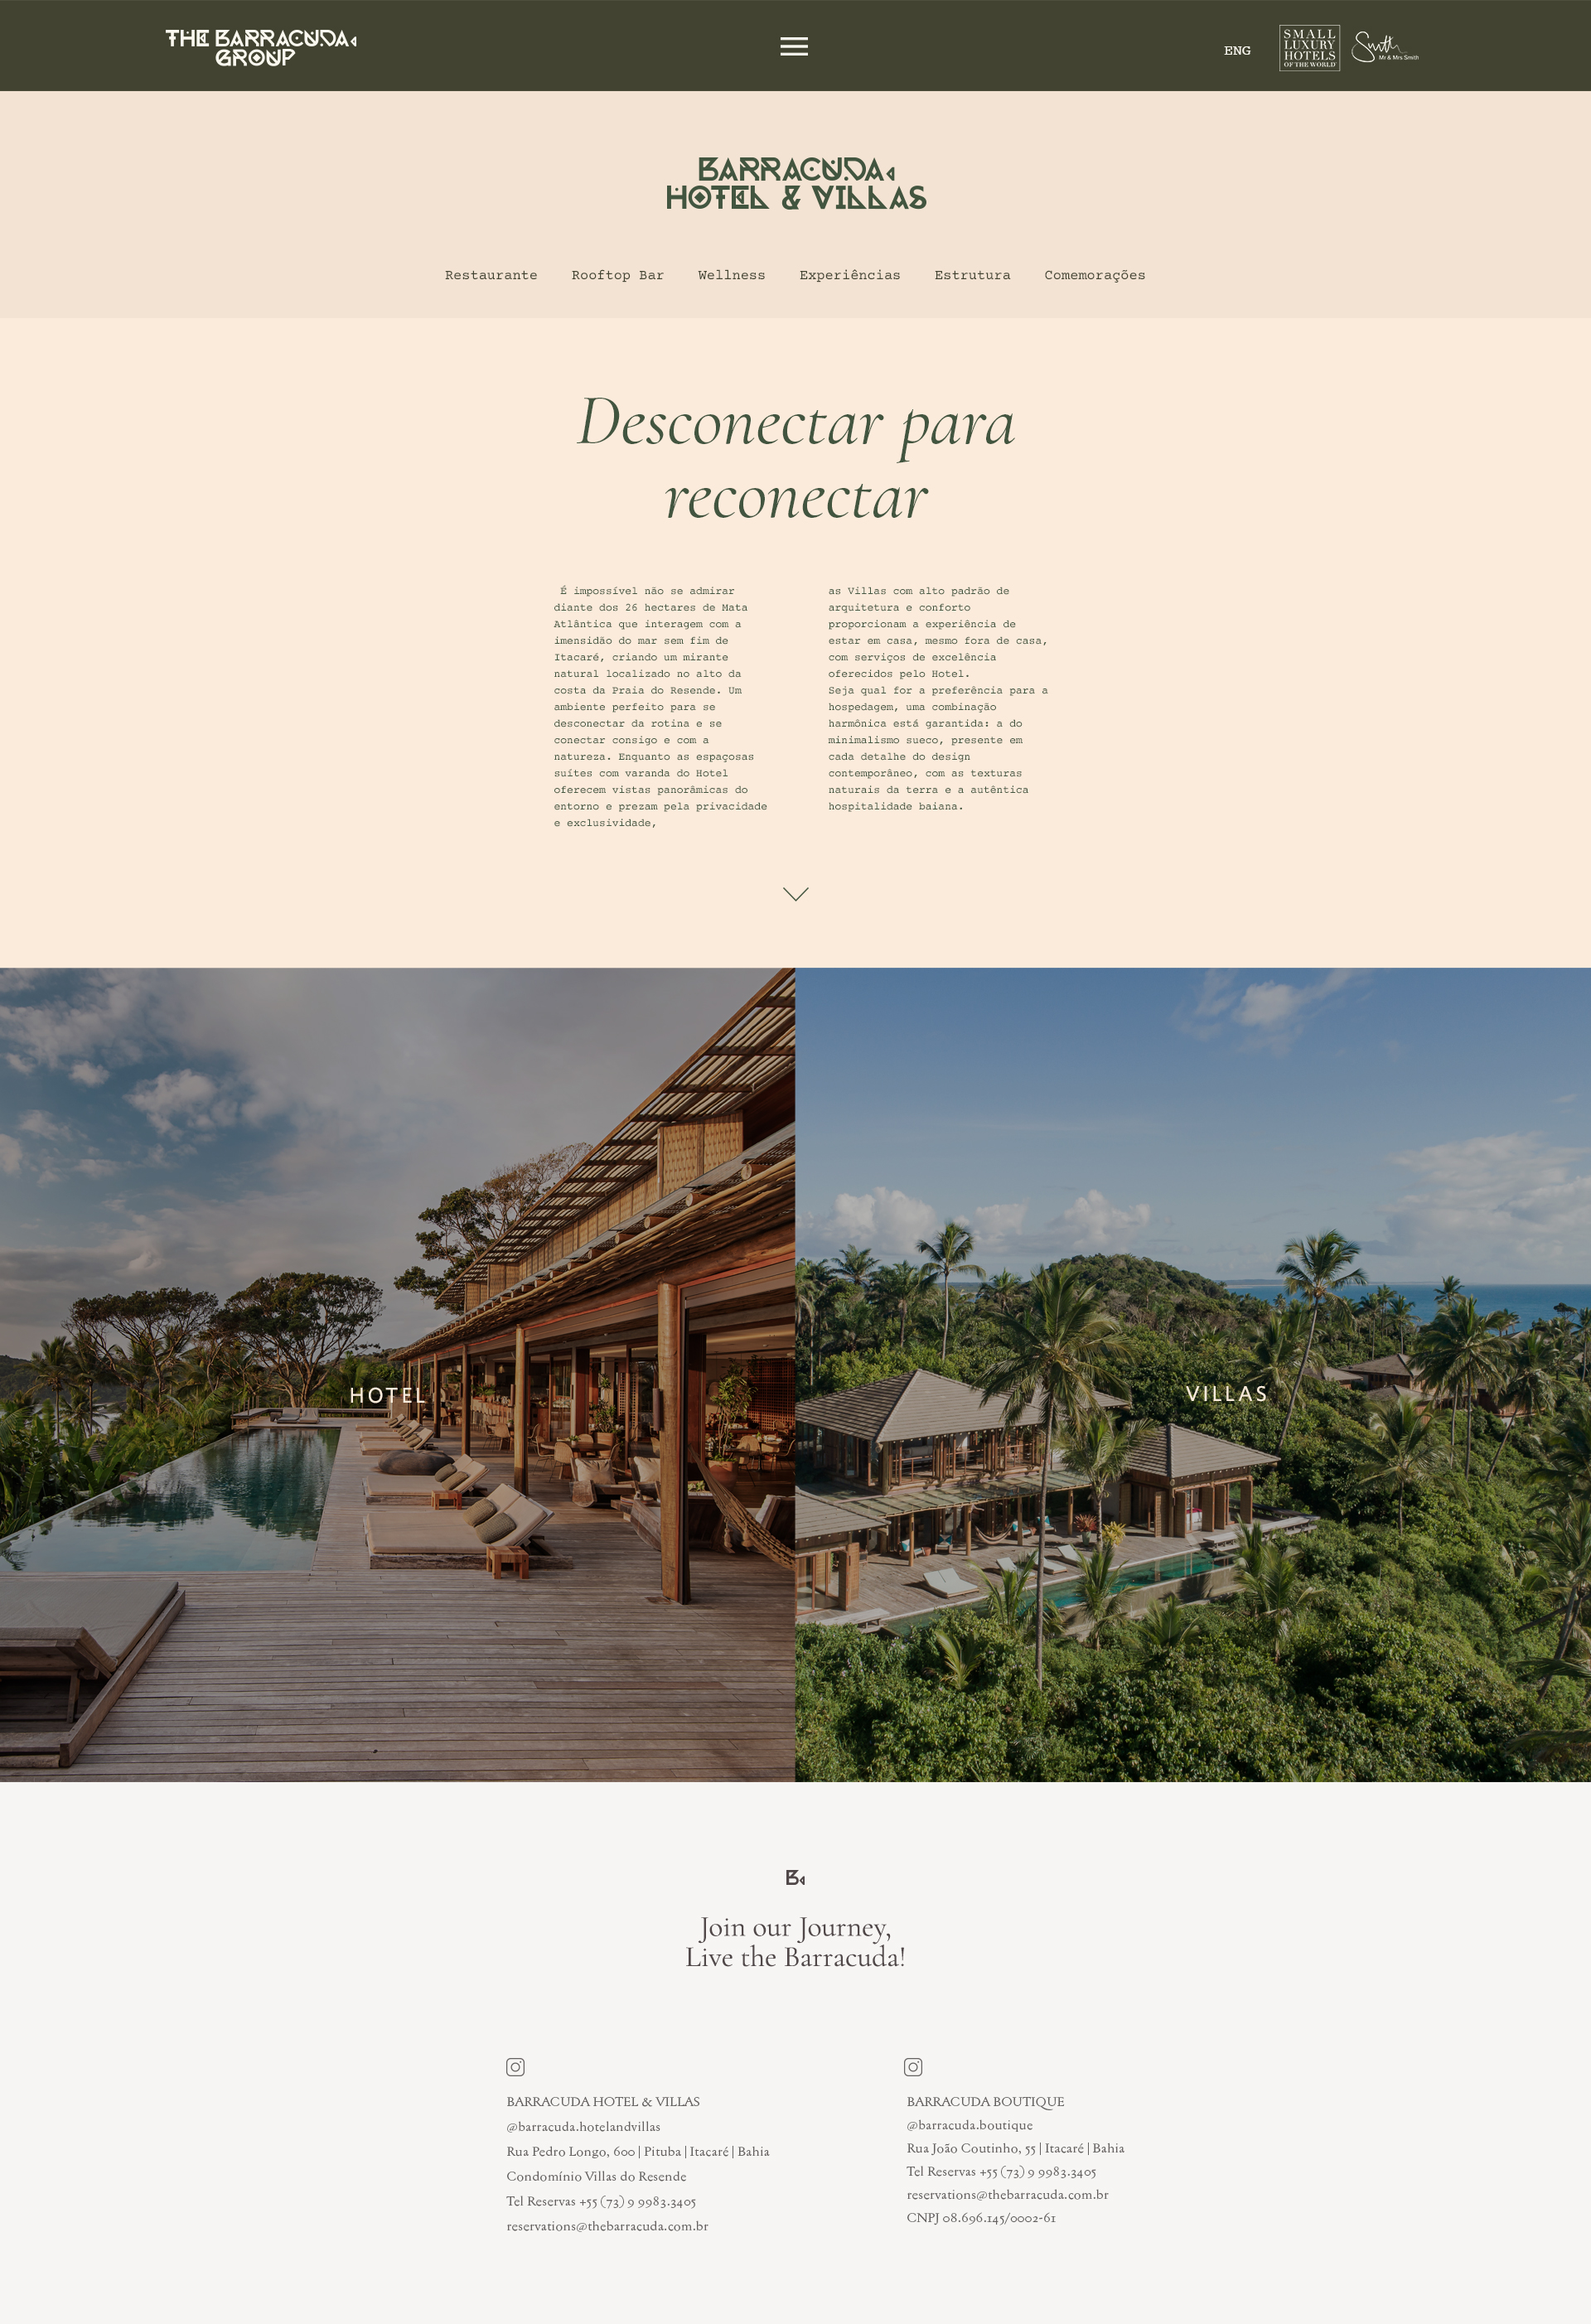 THE BARRACUDA
GROUP
ENG
SMALL
LUXURY
HOTELS
OF THE WORLD
Smith
Mr & Mrs Smith
BARRACUDA
HOTEL & VILLAS
Restaurante Rooftop Bar Wellness Experiências Estrutura Comemorações
Desconectar para
reconectar
É impossível não se admirar
diante dos 26 hectares de Mata
Atlântica que interagem com a
imensidão do mar sem fim de
Itacaré, criando um mirante
natural localizado no alto da
costa da Praia do Resende. Um
ambiente perfeito para se
desconectar da rotina e se
conectar consigo e com a
natureza. Enquanto as espaçosas
suítes com varanda do Hotel
oferecem vistas panorâmicas do
entorno e prezam pela privacidade
e exclusividade,
as Villas com alto padrão de
arquitetura e conforto
proporcionam a experiência de
estar em casa, mesmo fora de casa,
com serviços de excelência
oferecidos pelo Hotel.
Seja qual for a preferência para a
hospedagem, uma combinação
harmônica está garantida: a do
minimalismo sueco, presente em
cada detalhe do design
contemporâneo, com as texturas
naturais da terra e a autêntica
hospitalidade baiana.
HOTEL
VILLAS
B
Join our Journey,
Live the Barracuda!
BARRACUDA HOTEL & VILLAS
@barracuda.hotelandvillas
Rua Pedro Longo, 600 | Pituba | Itacaré | Bahia
Condomínio Villas do Resende
Tel Reservas +55 (73) 9 9983.3405
reservations@thebarracuda.com.br
BARRACUDA BOUTIQUE
@barracuda.boutique
Rua João Coutinho, 55 | Itacaré | Bahia
Tel Reservas +55 (73) 9 9983.3405
reservations@thebarracuda.com.br
CNPJ 08.696.145/0002-61